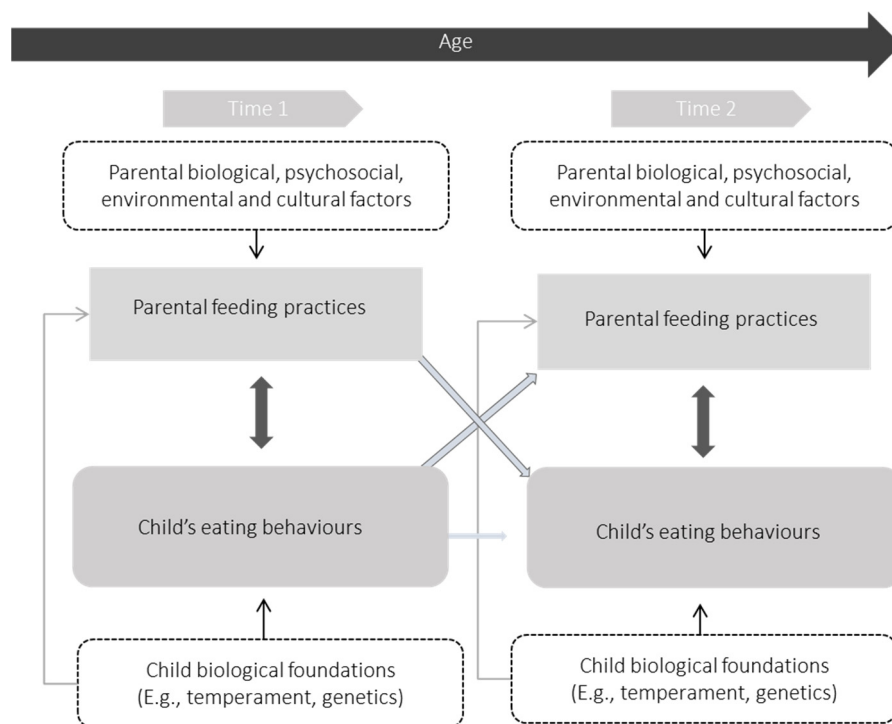 Age
Time 1
Time 2
Parental biological, psychosocial,
environmental and cultural factors
Parental biological, psychosocial,
environmental and cultural factors
Parental feeding practices
Parental feeding practices
Child's eating behaviours
Child's eating behaviours
Child biological foundations
(E.g., temperament, genetics)
Child biological foundations
(E.g., temperament, genetics)